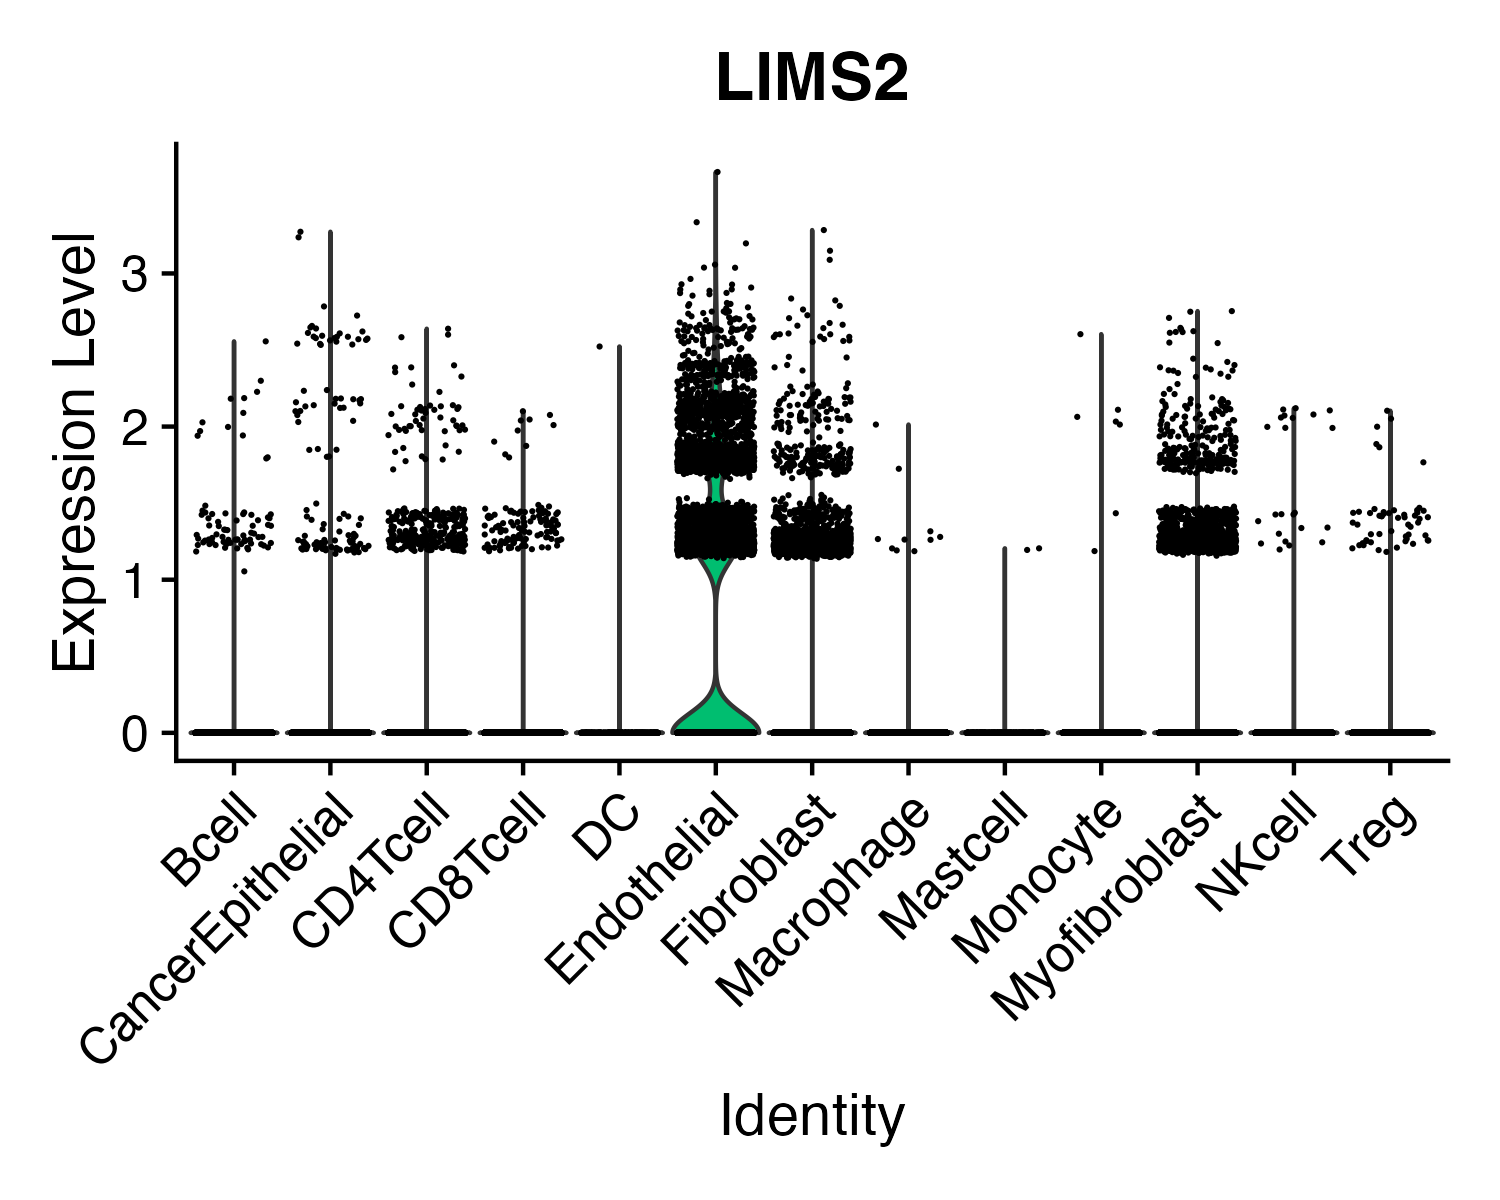 LIMS2
Expression Level
3
2
1
0
Bcell
CancerEpithelial
CD4Tcell
CD8Tcell
DC
Endothelial
Fibroblast
Macrophage
Mastcell
Monocyte
Myofibroblast
NKcell
Treg
Identity